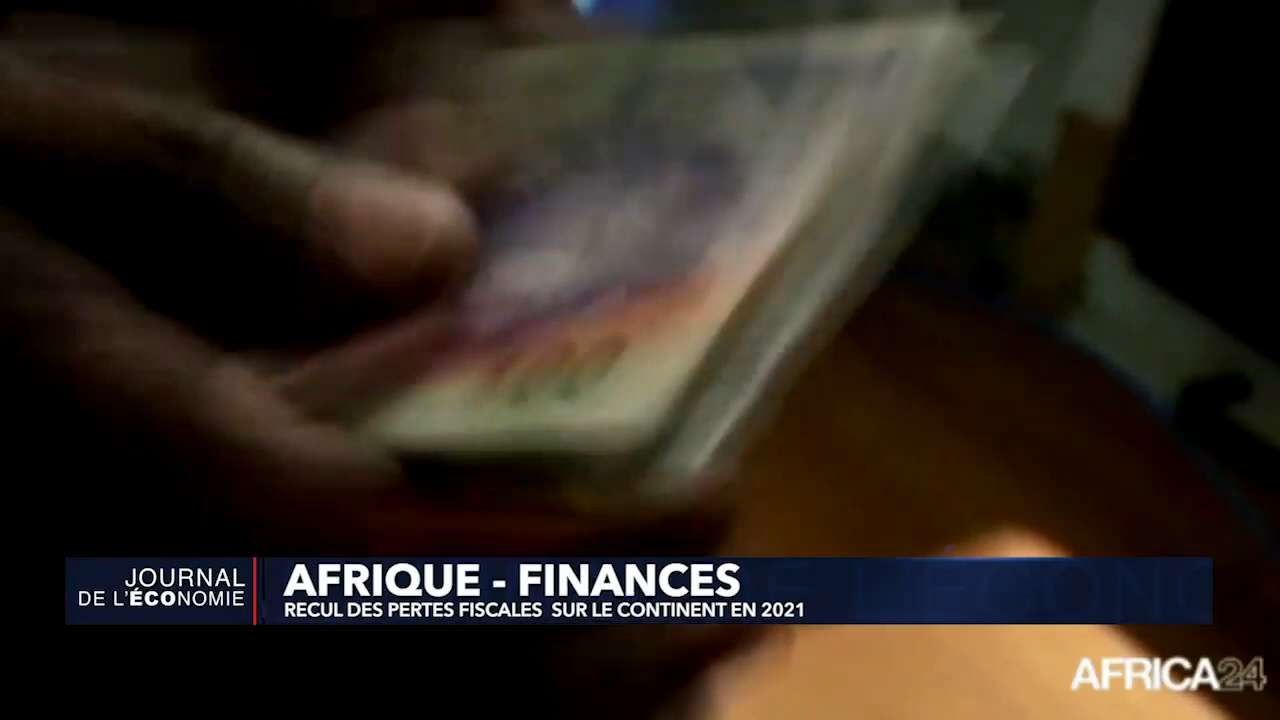 JOURNAL
DE L'ÉCONOMIE
AFRIQUE - FINANCES
RECUL DES PERTES FISCALES SUR LE CONTINENT EN 2021
AFRICA24